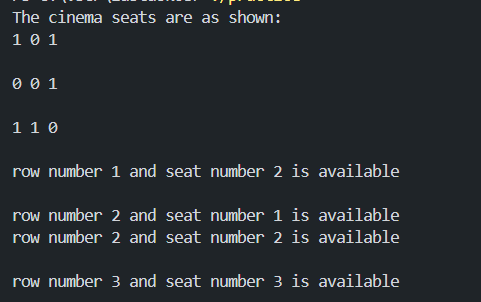 The cinema seats are as shown:
1 0 1
0 0 1
1 1 0
row number 1 and seat number 2 is available
row number 2 and seat number 1 is available
row number 2 and seat number 2 is available
row number 3 and seat number 3 is available